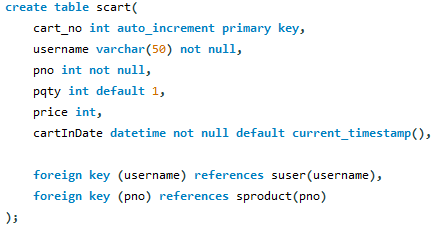 create table scart(
    cart_no int auto_increment primary key,
    username varchar(50) not null,
    pno int not null,
    pqty int default 1,
    price int,
    cartInDate datetime not null default current_timestamp(),

    foreign key (username) references suser(username),
    foreign key (pno) references sproduct(pno)
);